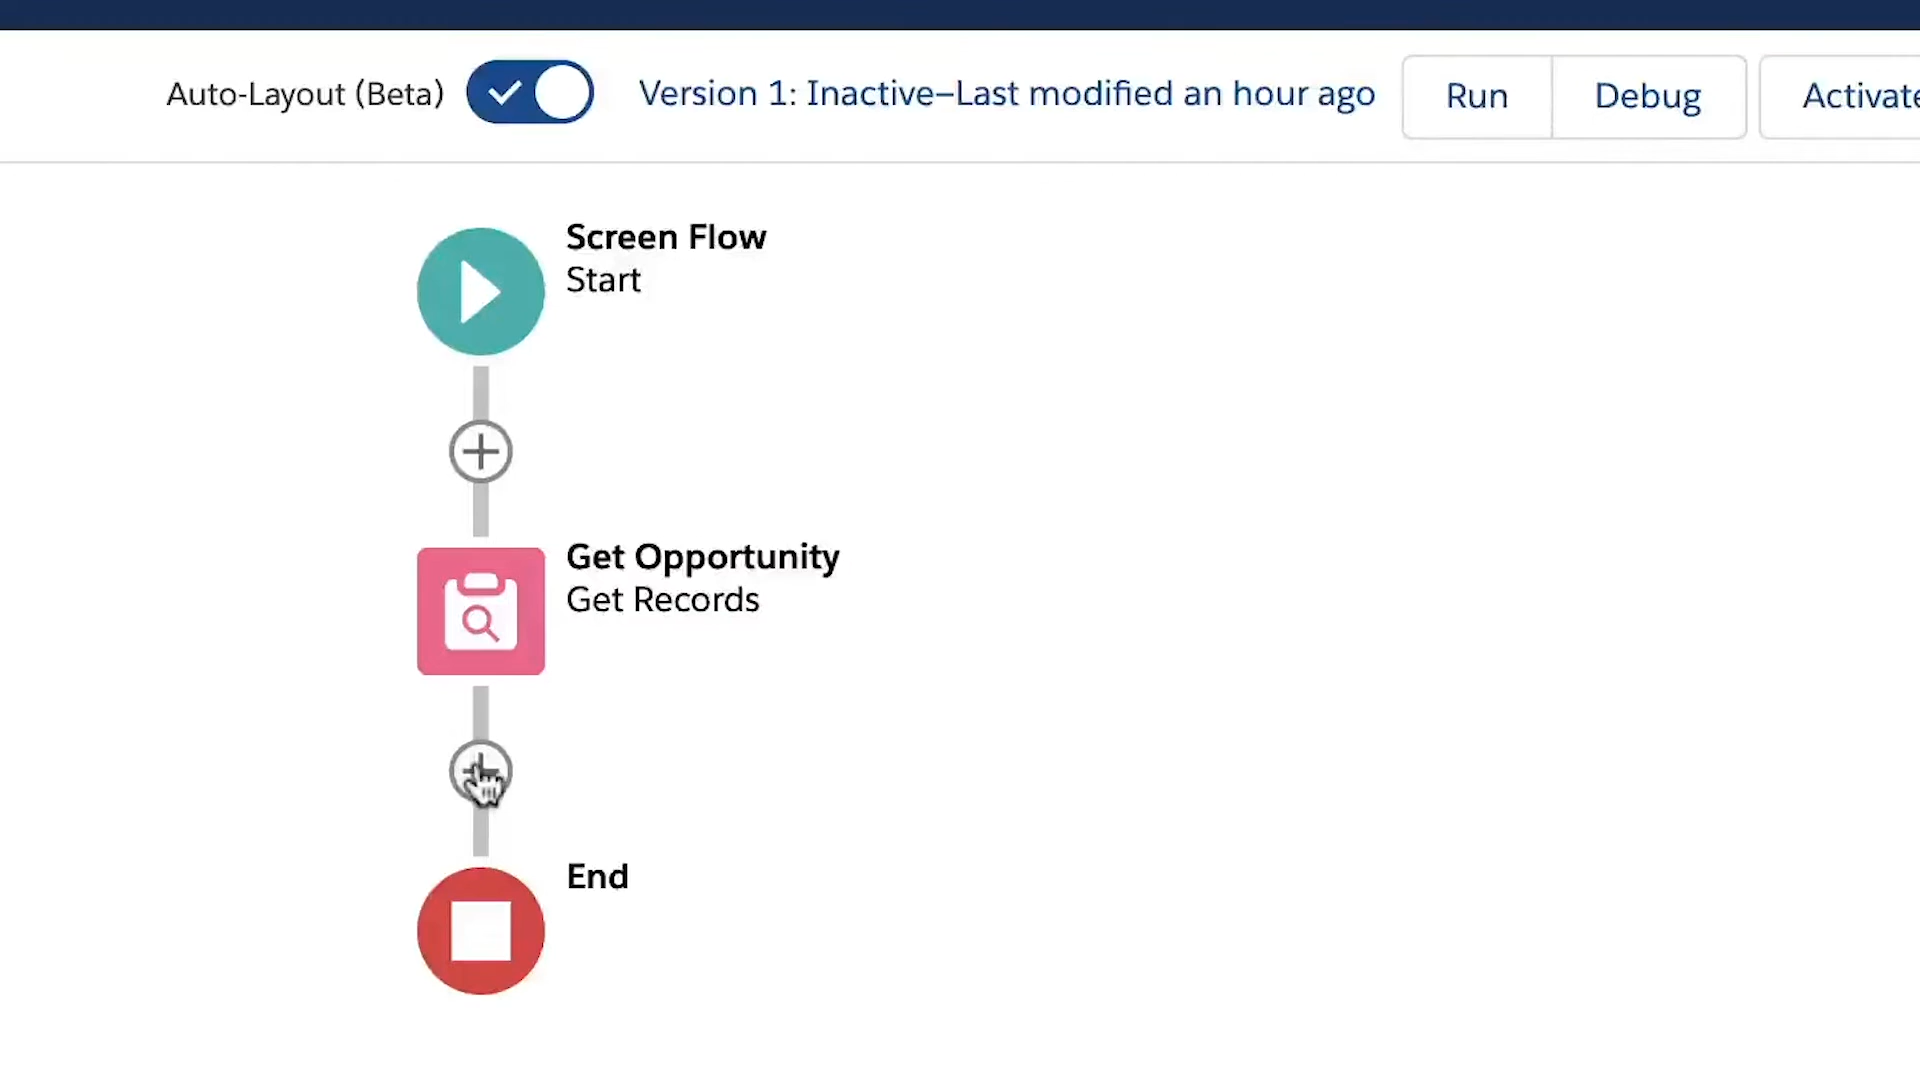 Auto-Layout (Beta)
Version 1: Inactive–Last modified an hour ago
Run
Debug
Activate
Screen Flow
Start
Get Opportunity
Get Records
End